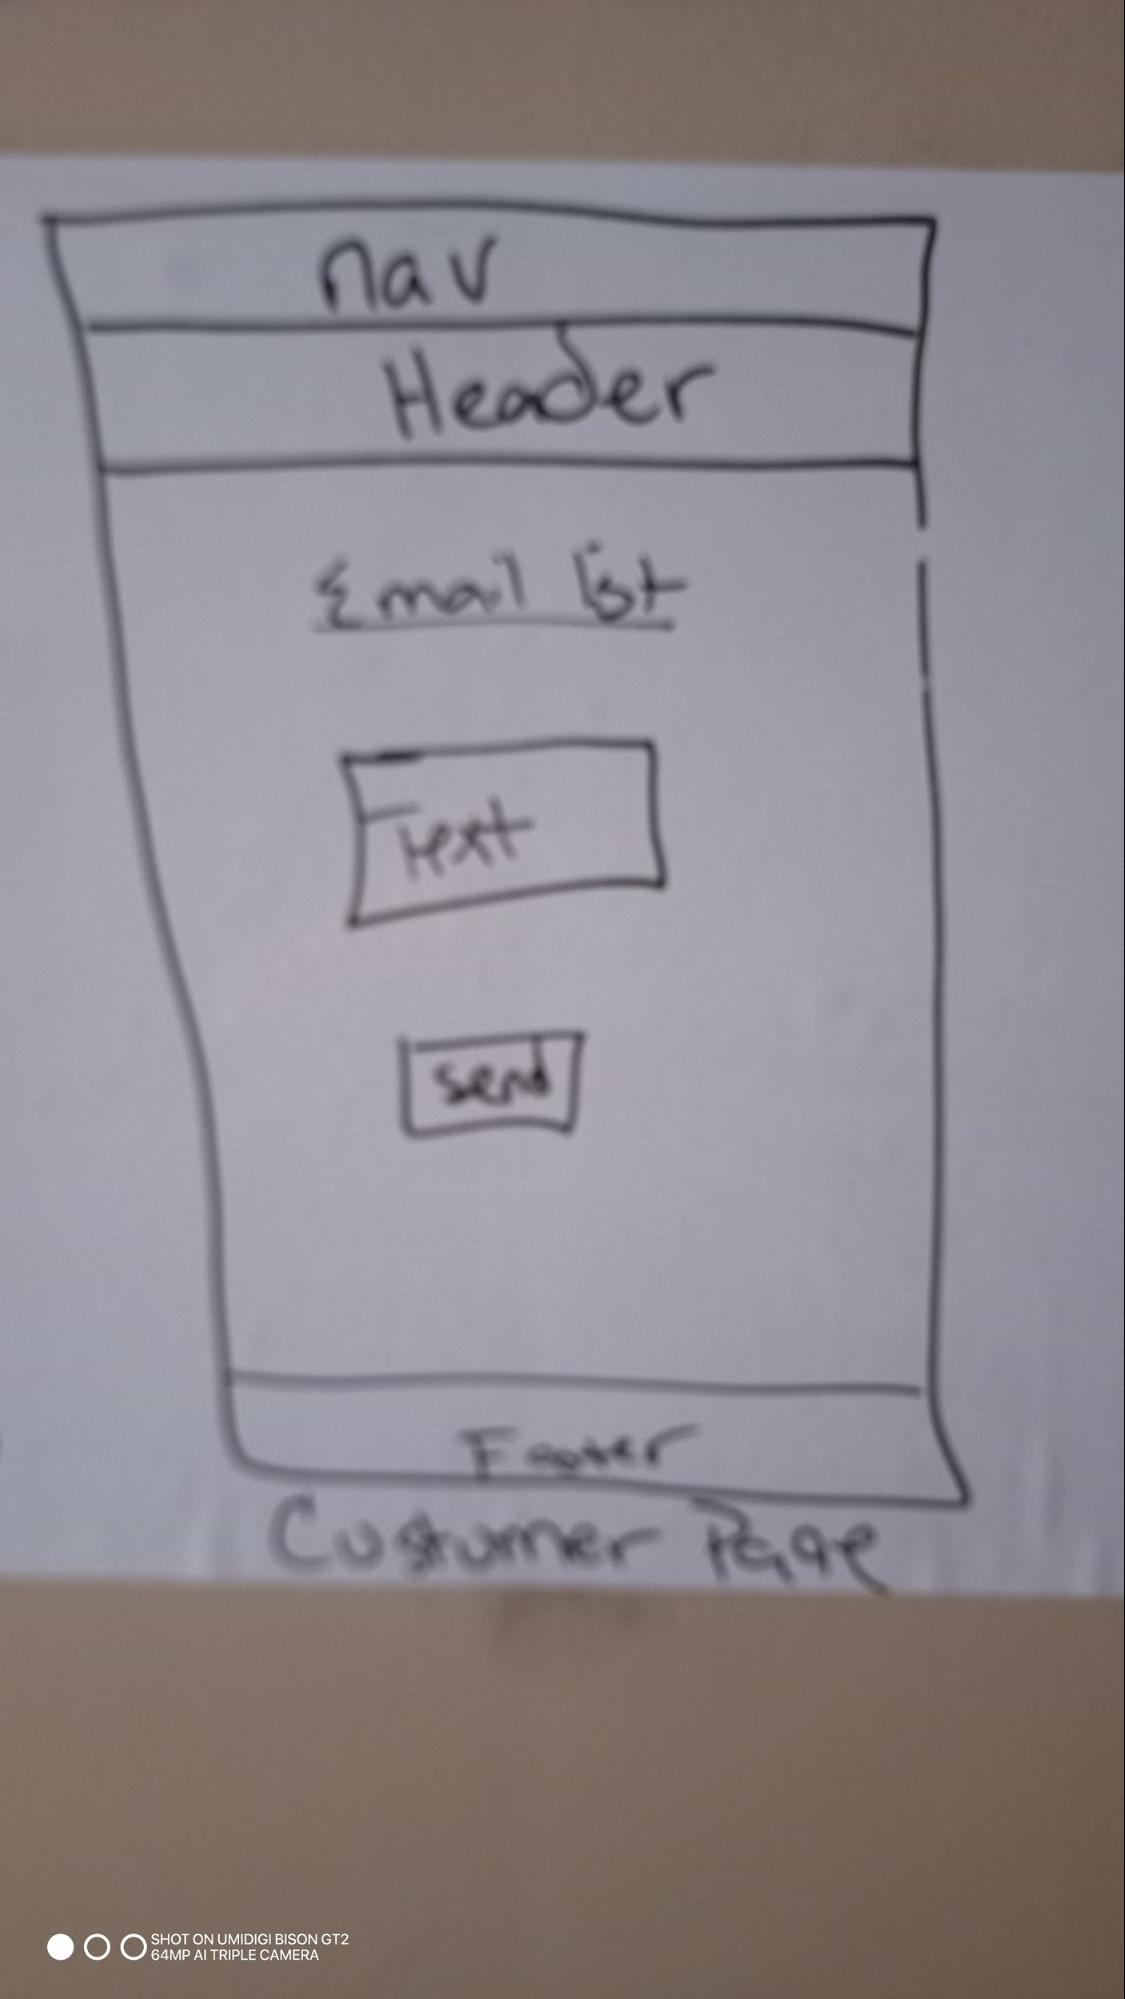 nav
Header
Email list
Text
Send
Footer
Customer Page
SHOT ON UMIDIGI BISON GT2
64MP AI TRIPLE CAMERA